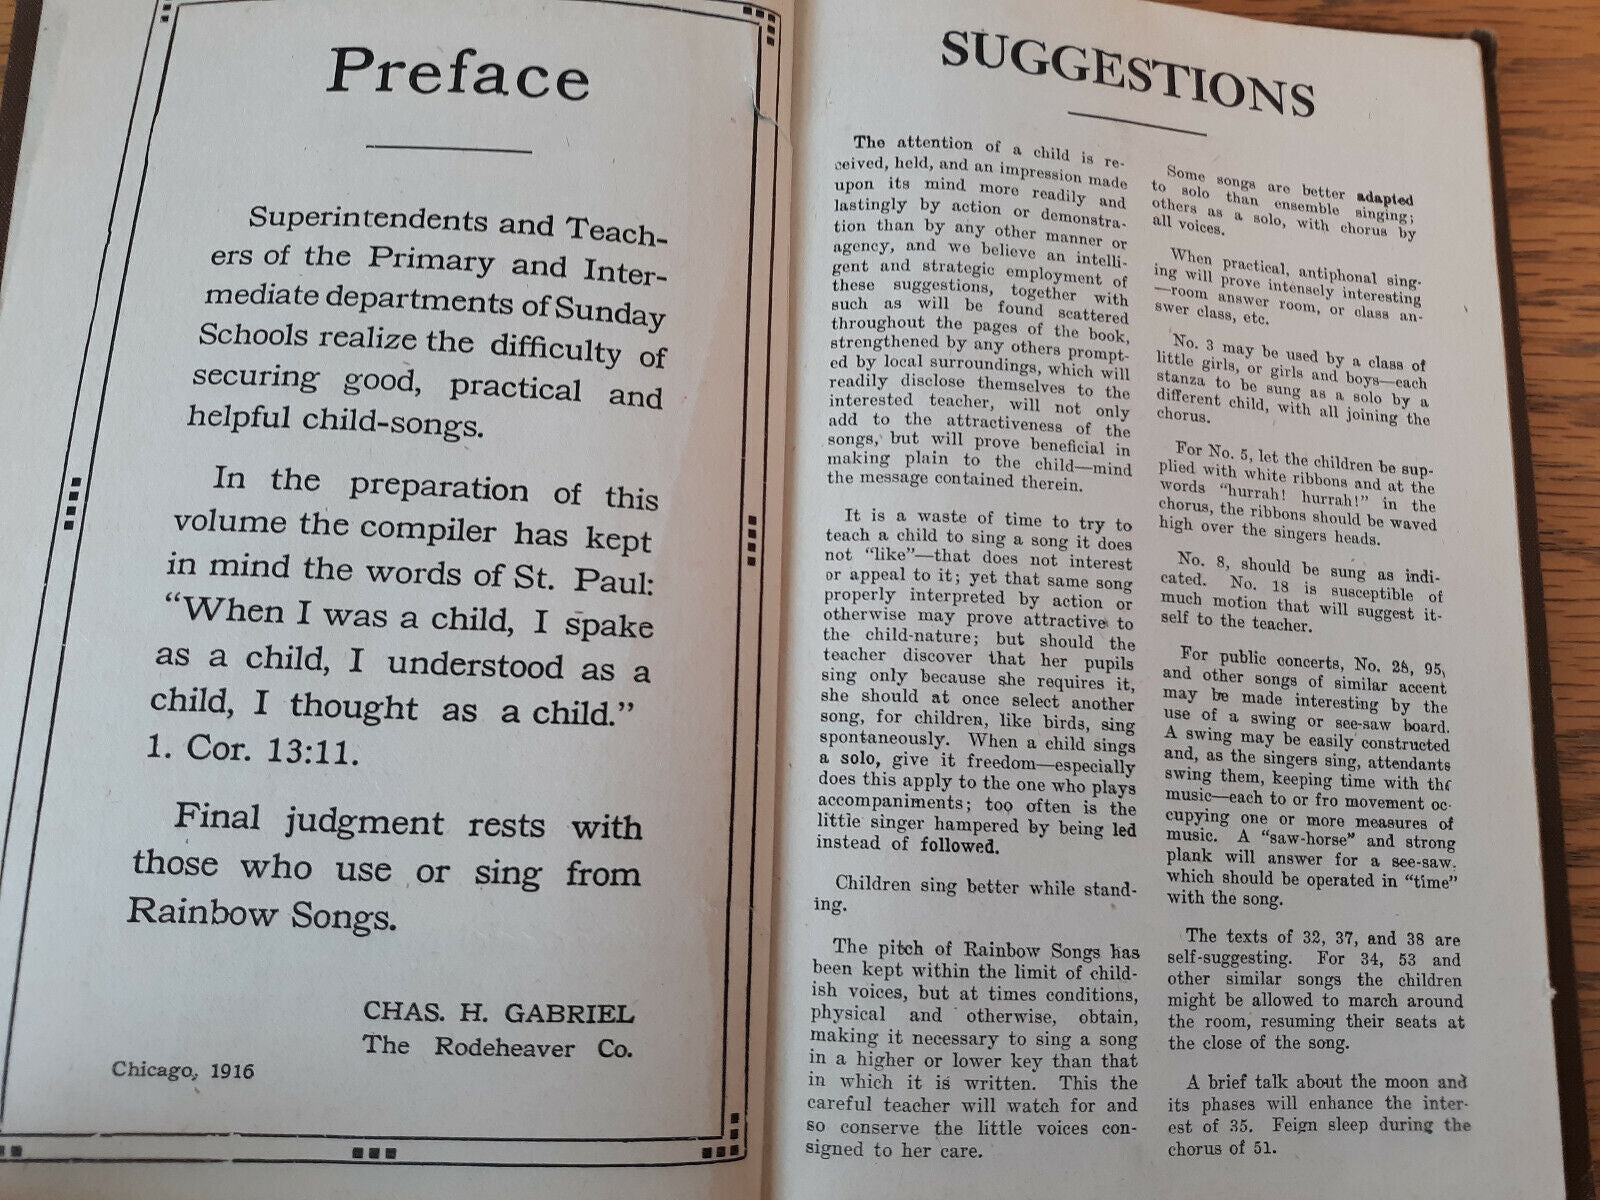 Preface
Superintendents and Teach-
ers of the Primary and Inter-
mediate departments of Sunday
Schools realize the difficulty of
securing good, practical and
helpful child-songs.
In the preparation of this
volume the compiler has kept
in mind the words of St. Paul:
"When I was a child, I spake
as a child, I understood as a
child, I thought as a child."
1. Cor. 13:11.
Final judgment rests with
those who use or sing from
Rainbow Songs.
CHAS. H. GABRIEL
The Rodeheaver Co.
Chicago, 1916
SUGGESTIONS
The attention of a child is re-
ceived, held, and an impression made
upon its mind more readily and
lastingly by action or demonstra-
tion than by any other manner or
agency, and we believe an intelli-
gent and strategic employment of
these suggestions, together with
such as will be found scattered
throughout the pages of the book,
strengthened by any others prompt-
ed by local surroundings, which will
readily disclose themselves to the
interested teacher, will not only
add to the attractiveness of the
songs, but will prove beneficial in
making plain to the child—mind
the message contained therein.
It is a waste of time to try to
teach a child to sing a song it does
not "like"—that does not interest
or appeal to it; yet that same song
properly interpreted by action or
otherwise may prove attractive to
the child-nature; but should the
teacher discover that her pupils
sing only because she requires it,
she should at once select another
song, for children, like birds, sing
spontaneously. When a child sings
a solo, give it freedom—especially
does this apply to the one who plays
accompaniments; too often is the
little singer hampered by being led
instead of followed.
Children sing better while stand-
ing.
The pitch of Rainbow Songs has
been kept within the limit of child-
ish voices, but at times conditions,
physical and otherwise, obtain,
making it necessary to sing a song
in a higher or lower key than that
in which it is written. This the
careful teacher will watch for and
so conserve the little voices con-
signed to her care.
Some songs are better adapted
to solo than ensemble singing;
others as a solo, with chorus by
all voices.
When practical, antiphonal sing-
ing will prove intensely interesting
—room answer room, or class an-
swer class, etc.
No. 3 may be used by a class of
little girls, or girls and boys—each
stanza to be sung as a solo by a
different child, with all joining the
chorus.
For No. 5, let the children be sup-
plied with white ribbons and at the
words "hurrah! hurrah!" in the
chorus, the ribbons should be waved
high over the singers heads.
No. 8, should be sung as indi-
cated. No. 18 is susceptible of
much motion that will suggest it-
self to the teacher.
For public concerts, No. 28, 95,
and other songs of similar accent
may be made interesting by the
use of a swing or see-saw board.
A swing may be easily constructed
and, as the singers sing, attendants
swing them, keeping time with the
music—each to or fro movement oc-
cupying one or more measures of
music. A "saw-horse" and strong
plank will answer for a see-saw.
which should be operated in "time"
with the song.
The texts of 32, 37, and 38 are
self-suggesting. For 34, 53 and
other similar songs the children
might be allowed to march around
the room, resuming their seats at
the close of the song.
A brief talk about the moon and
its phases will enhance the inter-
est of 35. Feign sleep during the
chorus of 51.